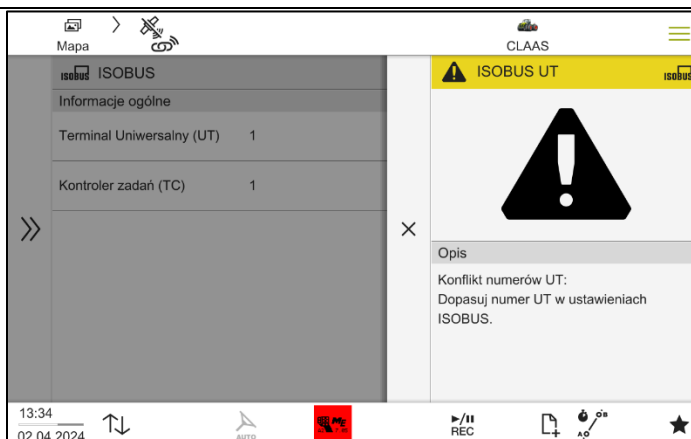 Mapa
CLAAS
ISOBUS ISOBUS
Informacje ogólne
Terminal Uniwersalny (UT) 1
Kontroler zadań (TC) 1
ISOBUS UT ISOBUS
Opis
Konflikt numerów UT:
Dopasuj numer UT w ustawieniach
ISOBUS.
13:34
02.04.2024
AUTO
REC